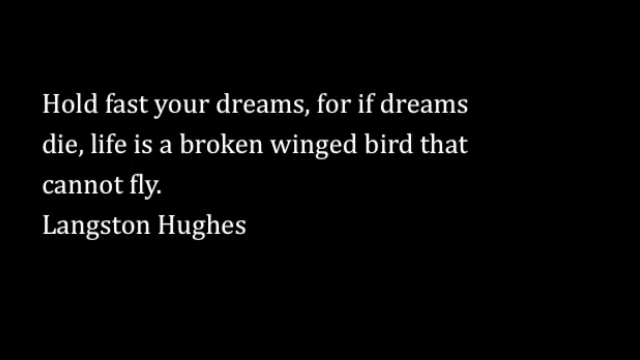 Hold fast your dreams, for if dreams
die, life is a broken winged bird that
cannot fly.
Langston Hughes